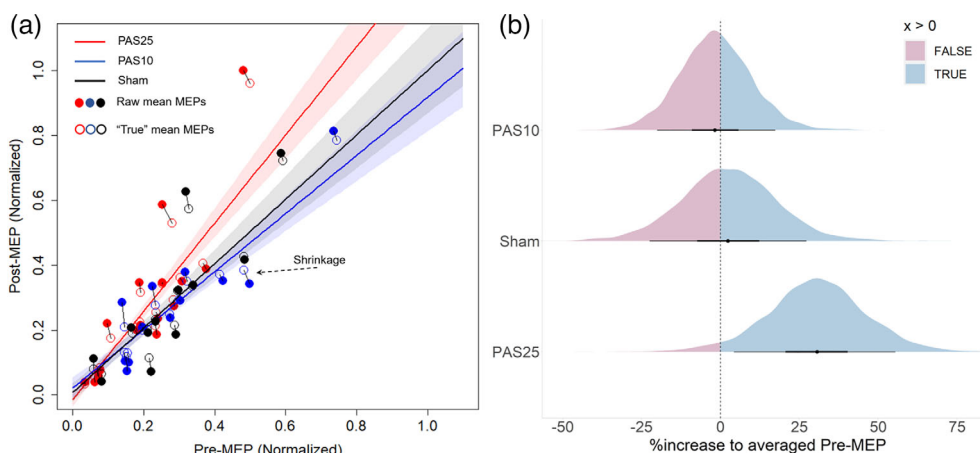 (a)
PAS25
PAS10
Sham
Raw mean MEPs
“True” mean MEPs
Shrinkage
Post-MEP (Normalized)
0.0
0.2
0.4
0.6
0.8
1.0
0.0 0.2 0.4 0.6 0.8 1.0
Pre-MEP (Normalized)
(b)
x > 0
FALSE
TRUE
PAS10
Sham
PAS25
-50 -25 0 25 50 75
%increase to averaged Pre-MEP